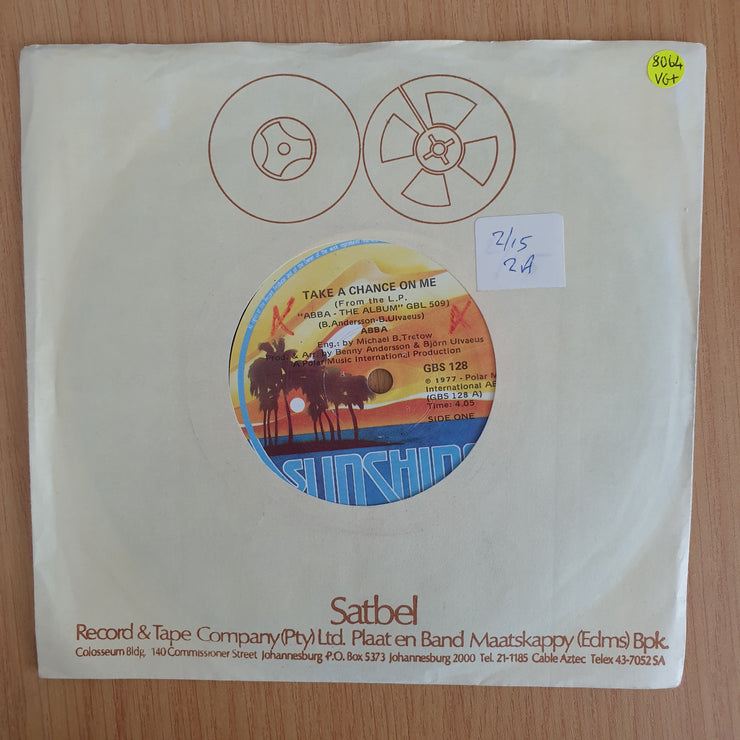 8064
VG+
2/15
2A
TAKE A CHANCE ON ME
(From the L.P.
"ABBA - THE ALBUM" GBL 509)
(B.Andersson-B.Ulvaeus)
ABBA
Eng.: by Michael B.Tretow
Prod. & Arr: by Benny Andersson & Björn Ulvaeus
A Polar Music International Production
GBS 128
℗ 1977 - Polar M
International AB
(GBS 128 A)
Time: 4.05
SIDE ONE
SUNSHIN
Satbel
Record & Tape Company (Pty) Ltd. Plaat en Band Maatskappy (Edms) Bpk.
Colosseum Bldg. 140 Commissioner Street Johannesburg P.O. Box 5373 Johannesburg 2000 Tel. 21-1185 Cable Aztec Telex 43-7052 SA